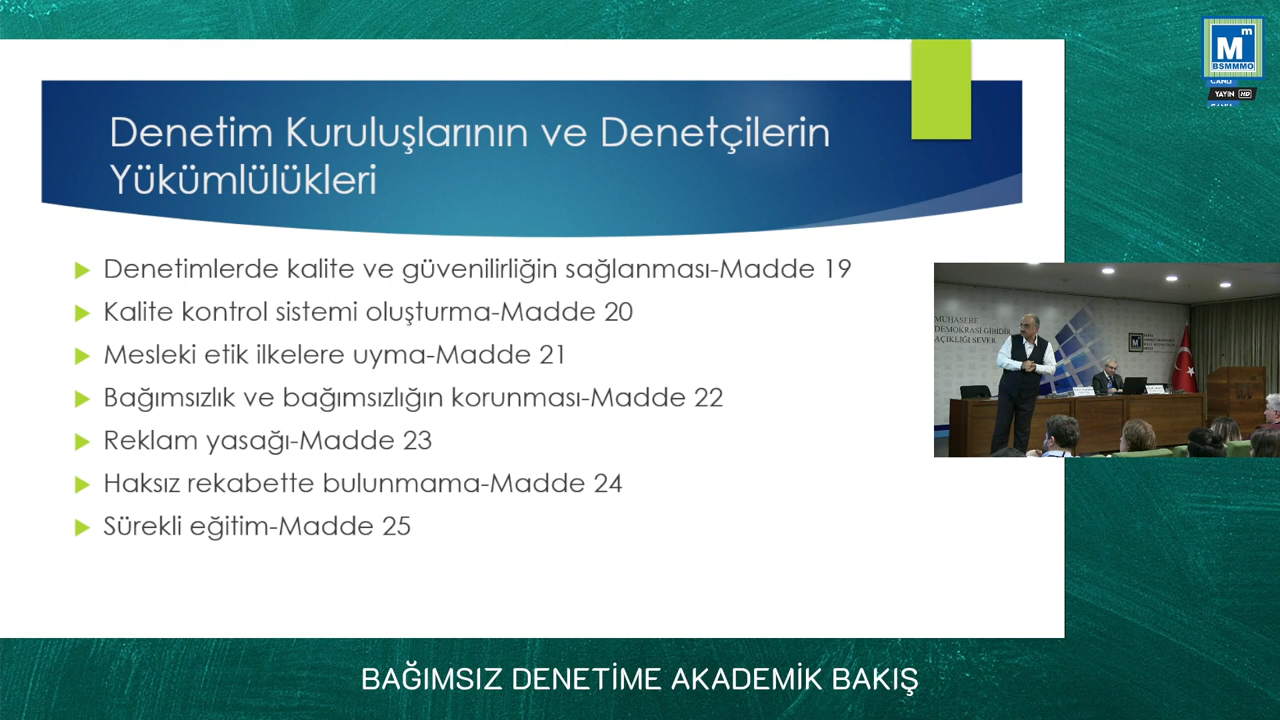 Denetim Kuruluşlarının ve Denetçilerin
Yükümlülükleri
Denetimlerde kalite ve güvenilirliğin sağlanması-Madde 19
Kalite kontrol sistemi oluşturma-Madde 20
Mesleki etik ilkelere uyma-Madde 21
Bağımsızlık ve bağımsızlığın korunması-Madde 22
Reklam yasağı-Madde 23
Haksız rekabette bulunmama-Madde 24
Sürekli eğitim-Madde 25
Mm
BSMMMO
CANLI
YAYIN HD
MUHASEBE
DEMOKRASİ GİBİDİR
AÇIKLIĞI SEVER
BAĞIMSIZ DENETİME AKADEMİK BAKIŞ